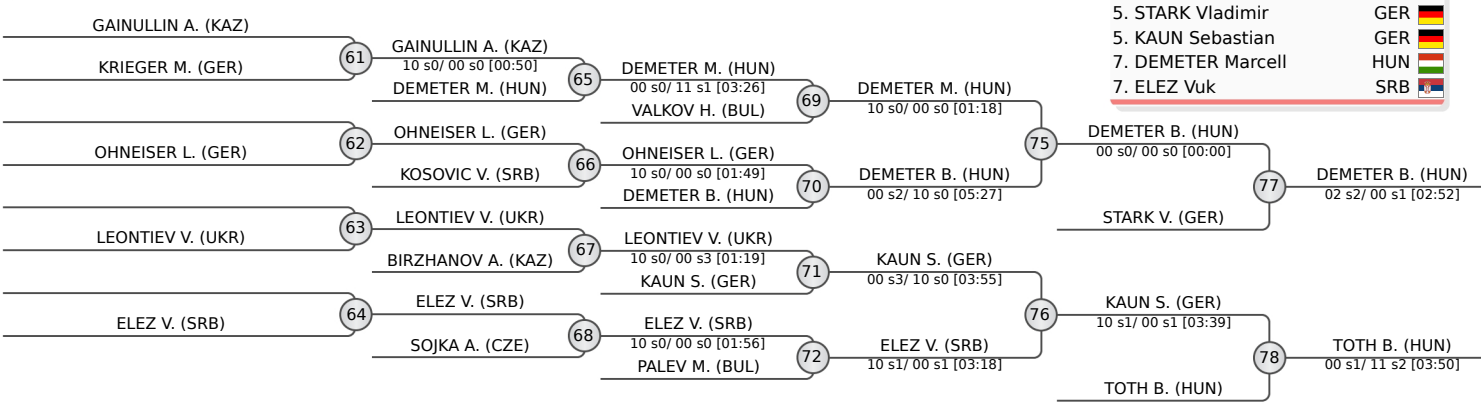 GAINULLIN A. (KAZ)
61
KRIEGER M. (GER)
62
OHNEISER L. (GER)
63
LEONTIEV V. (UKR)
64
ELEZ V. (SRB)
GAINULLIN A. (KAZ)
10 s0/ 00 s0 [00:50]
65
DEMETER M. (HUN)
OHNEISER L. (GER)
66
KOSOVIC V. (SRB)
LEONTIEV V. (UKR)
67
BIRZHANOV A. (KAZ)
ELEZ V. (SRB)
68
SOJKA A. (CZE)
DEMETER M. (HUN)
00 s0/ 11 s1 [03:26]
69
VALKOV H. (BUL)
OHNEISER L. (GER)
10 s0/ 00 s0 [01:49]
70
DEMETER B. (HUN)
LEONTIEV V. (UKR)
10 s0/ 00 s3 [01:19]
71
KAUN S. (GER)
ELEZ V. (SRB)
10 s0/ 00 s0 [01:56]
72
PALEV M. (BUL)
DEMETER M. (HUN)
10 s0/ 00 s0 [01:18]
75
DEMETER B. (HUN)
00 s2/ 10 s0 [05:27]
KAUN S. (GER)
00 s3/ 10 s0 [03:55]
76
ELEZ V. (SRB)
10 s1/ 00 s1 [03:18]
DEMETER B. (HUN)
00 s0/ 00 s0 [00:00]
77
STARK V. (GER)
KAUN S. (GER)
10 s1/ 00 s1 [03:39]
78
TOTH B. (HUN)
DEMETER B. (HUN)
02 s2/ 00 s1 [02:52]
TOTH B. (HUN)
00 s1/ 11 s2 [03:50]
5. STARK Vladimir GER
5. KAUN Sebastian GER
7. DEMETER Marcell HUN
7. ELEZ Vuk SRB